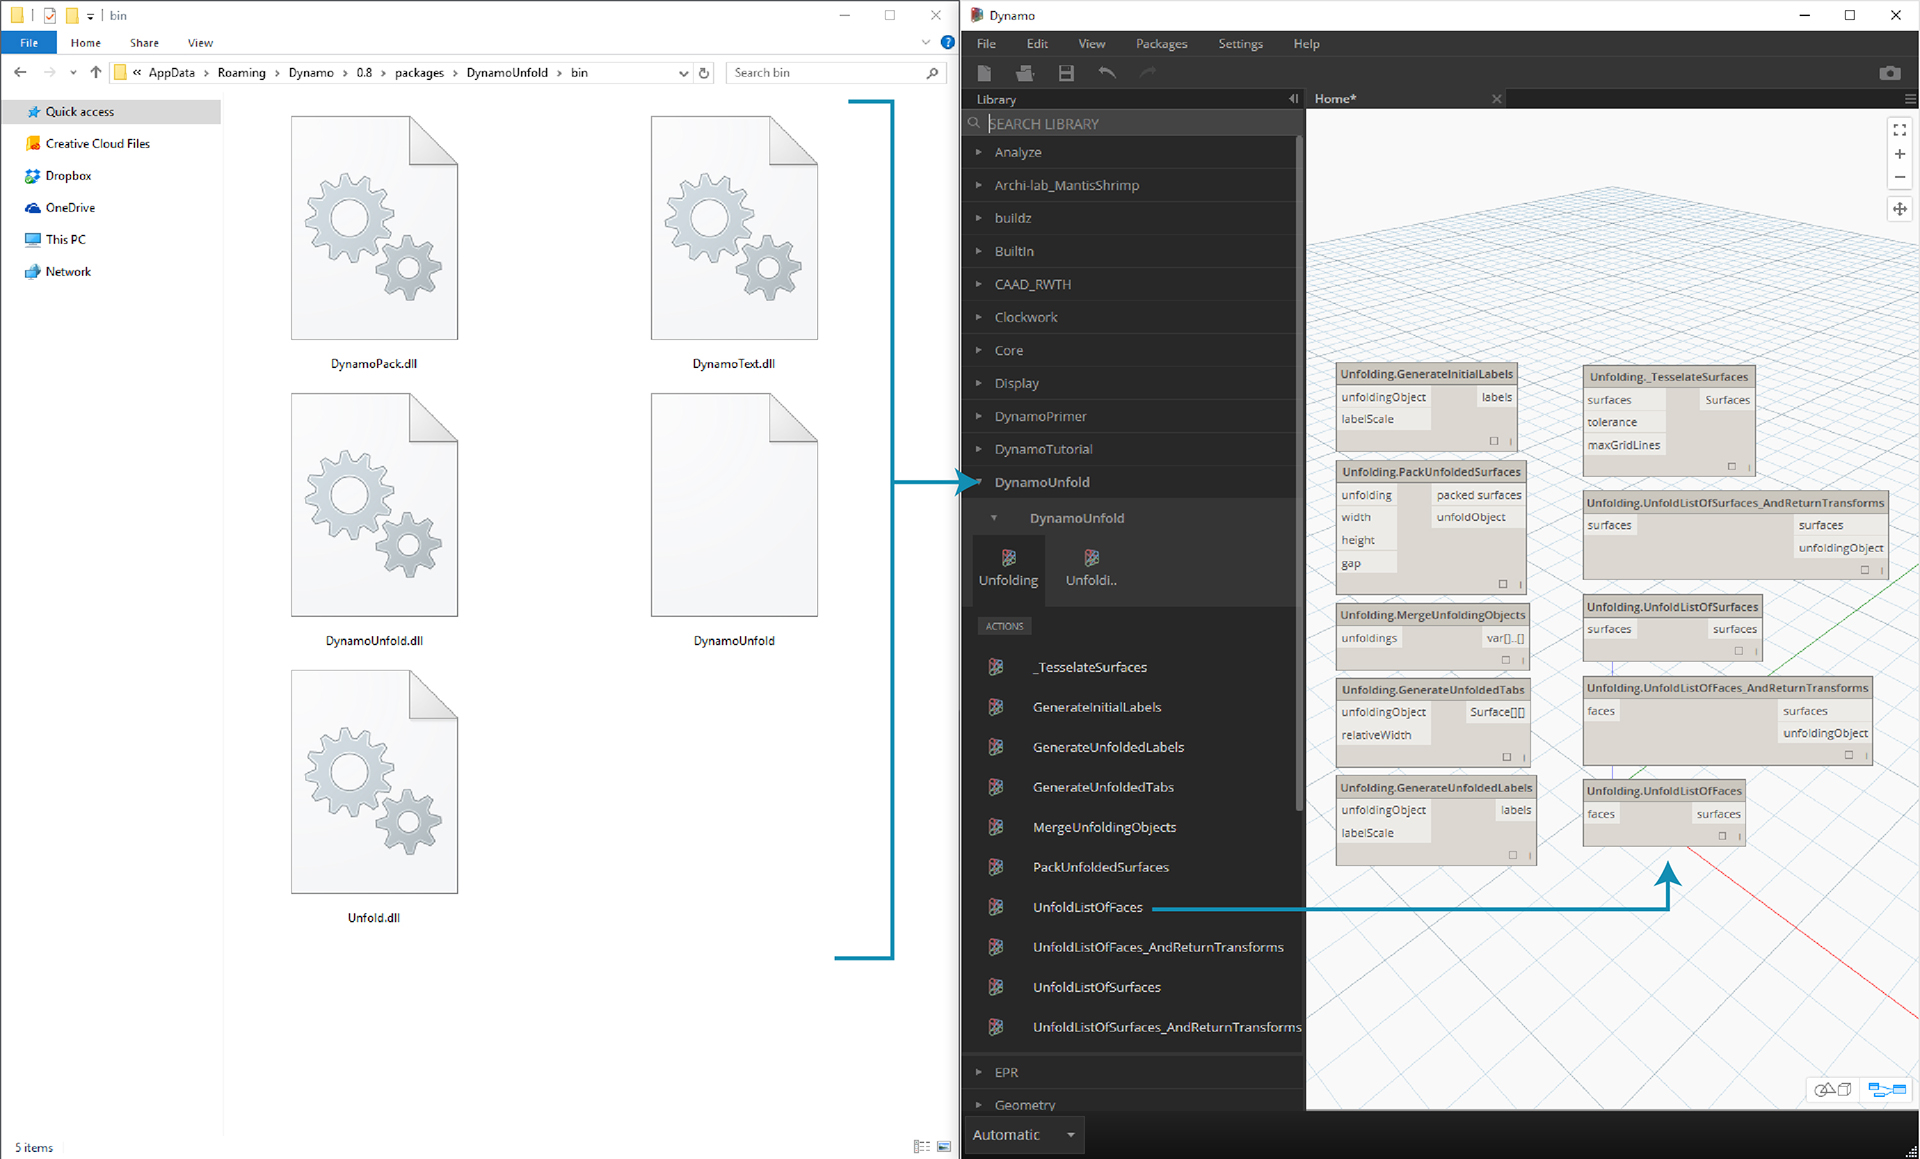 bin
File Home Share View
« AppData › Roaming › Dynamo › 0.8 › packages › DynamoUnfold › bin
Search bin
Quick access
Creative Cloud Files
Dropbox
OneDrive
This PC
Network
DynamoPack.dll
DynamoText.dll
DynamoUnfold.dll
DynamoUnfold
Unfold.dll
5 items
Dynamo
File Edit View Packages Settings Help
Library
Home*
SEARCH LIBRARY
Analyze
Archi-lab_MantisShrimp
buildz
BuiltIn
CAAD_RWTH
Clockwork
Core
Display
DynamoPrimer
DynamoTutorial
DynamoUnfold
DynamoUnfold
Unfolding
Unfoldi..
ACTIONS
_TesselateSurfaces
GenerateInitialLabels
GenerateUnfoldedLabels
GenerateUnfoldedTabs
MergeUnfoldingObjects
PackUnfoldedSurfaces
UnfoldListOfFaces
UnfoldListOfFaces_AndReturnTransforms
UnfoldListOfSurfaces
UnfoldListOfSurfaces_AndReturnTransforms
EPR
Geometry
Automatic
Unfolding.GenerateInitialLabels
unfoldingObject labels
labelScale
Unfolding.PackUnfoldedSurfaces
unfolding packed surfaces
width unfoldObject
height
gap
Unfolding.MergeUnfoldingObjects
unfoldings var[]..[]
Unfolding.GenerateUnfoldedTabs
unfoldingObject Surface[][]
relativeWidth
Unfolding.GenerateUnfoldedLabels
unfoldingObject labels
labelScale
Unfolding._TesselateSurfaces
surfaces Surfaces
tolerance
maxGridLines
Unfolding.UnfoldListOfSurfaces_AndReturnTransforms
surfaces surfaces
unfoldingObject
Unfolding.UnfoldListOfSurfaces
surfaces surfaces
Unfolding.UnfoldListOfFaces_AndReturnTransforms
faces surfaces
unfoldingObject
Unfolding.UnfoldListOfFaces
faces surfaces